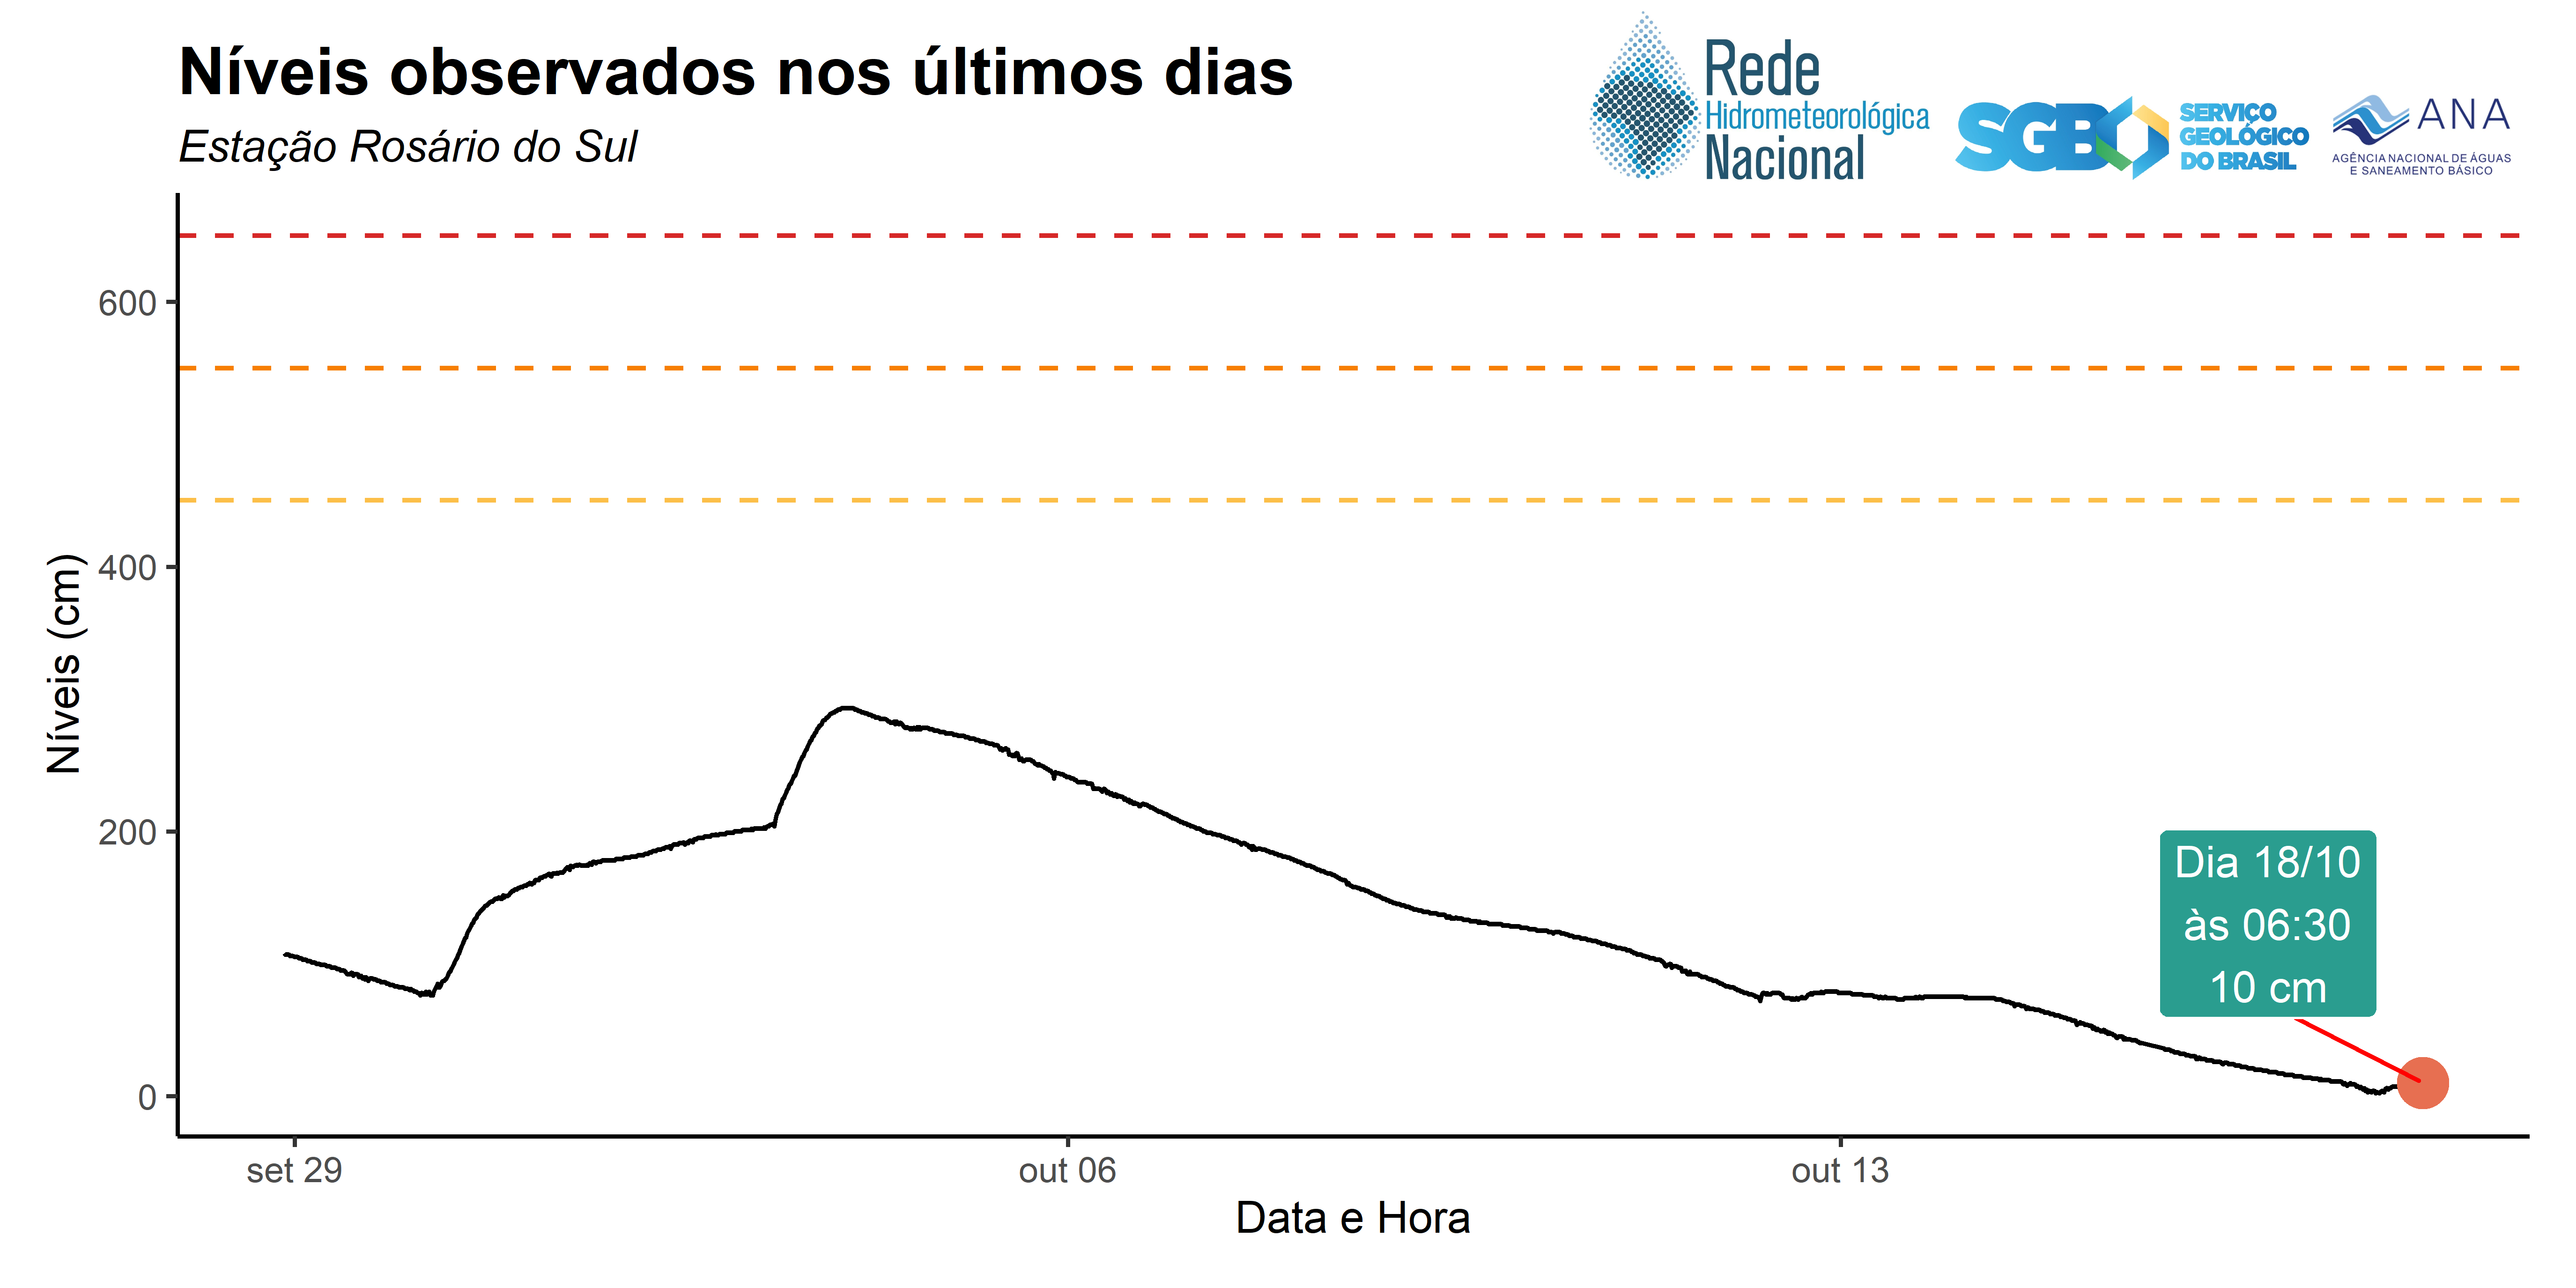 Níveis observados nos últimos dias
Estação Rosário do Sul
Rede
Hidrometeorológica
Nacional
SGB
SERVIÇO
GEOLÓGICO
DO BRASIL
ANA
AGÊNCIA NACIONAL DE ÁGUAS
E SANEAMENTO BÁSICO
Níveis (cm)
600
400
200
0
Dia 18/10
às 06:30
10 cm
set 29
out 06
out 13
Data e Hora